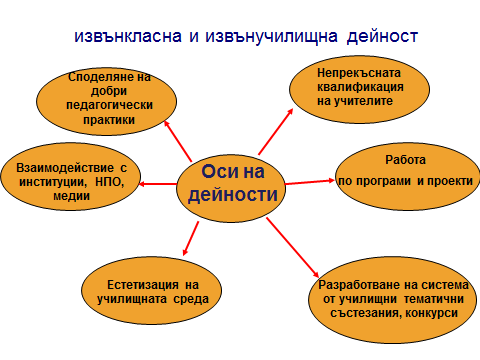 извънкласна и извънучилищна дейност
Споделяне на
добри
педагогически
практики
Непрекъсната
квалификация
на учителите
Взаимодействие с
институции, НПО,
медии
Оси на
дейности
Работа
по програми и проекти
Естетизация на
училищната среда
Разработване на система
от училищни тематични
състезания, конкурси